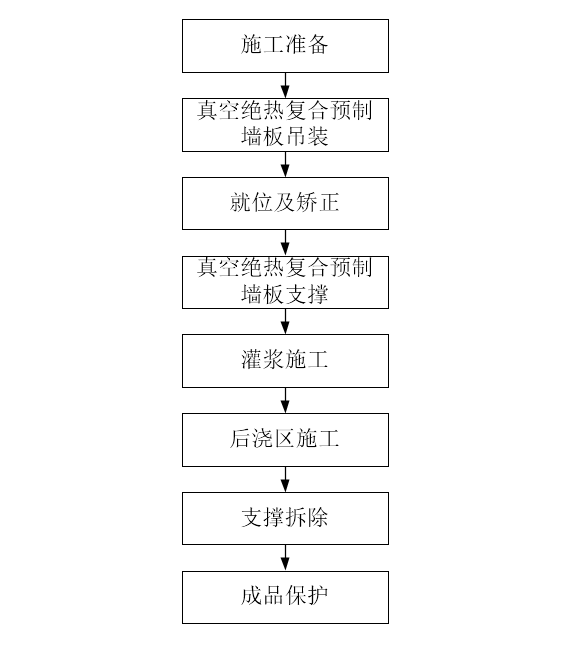 施工准备
真空绝热复合预制
墙板吊装
就位及矫正
真空绝热复合预制
墙板支撑
灌浆施工
后浇区施工
支撑拆除
成品保护